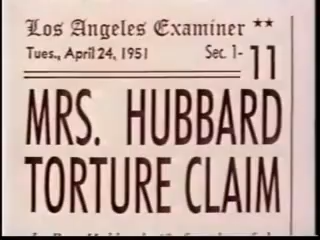 Los Angeles Examiner ★★
Tues., April 24, 1951 Sec. 1- 11
MRS. HUBBARD
TORTURE CLAIM